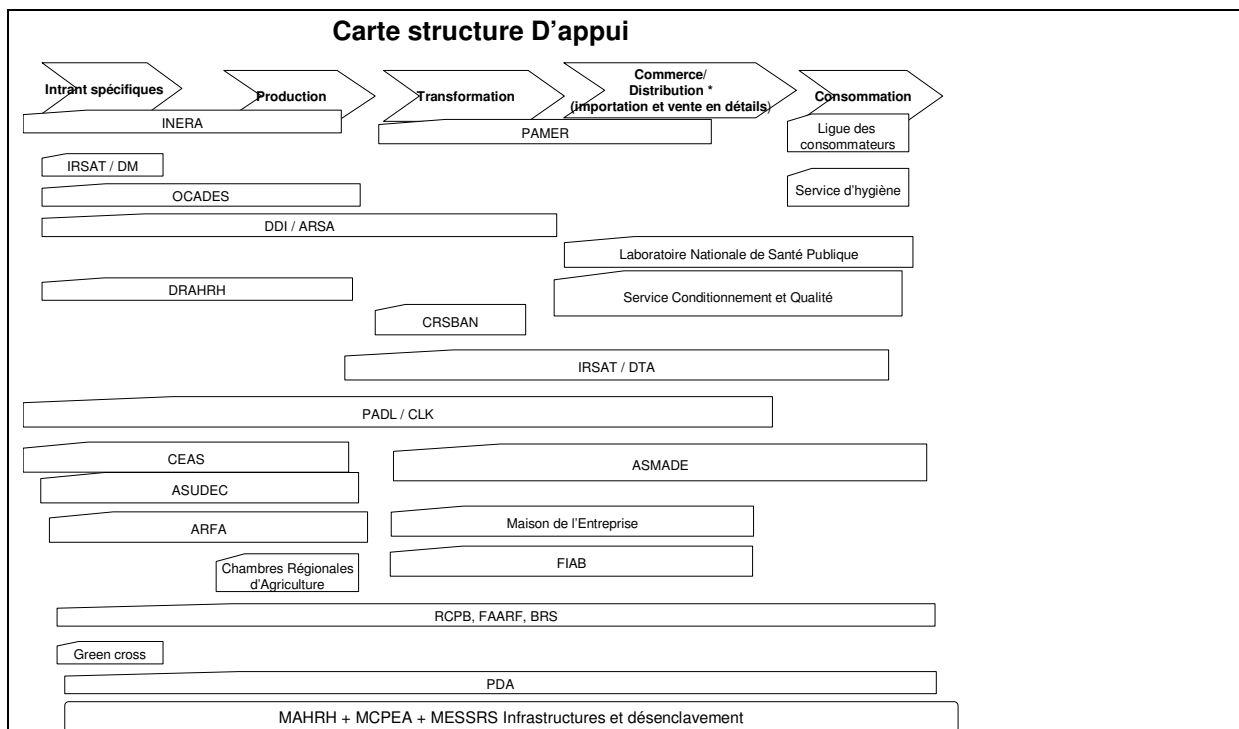 Carte structure D'appui
Intrant spécifiques
Production
Transformation
Commerce/
Distribution *
(importation et vente en détails)
Consommation
INERA
PAMER
Ligue des
consommateurs
IRSAT / DM
OCADES
Service d'hygiène
DDI / ARSA
Laboratoire Nationale de Santé Publique
DRAHRH
Service Conditionnement et Qualité
CRSBAN
IRSAT / DTA
PADL / CLK
CEAS
ASMADE
ASUDEC
ARFA
Maison de l'Entreprise
Chambres Régionales
d'Agriculture
FIAB
RCPB, FAARF, BRS
Green cross
PDA
MAHRH + MCPEA + MESSRS Infrastructures et désenclavement